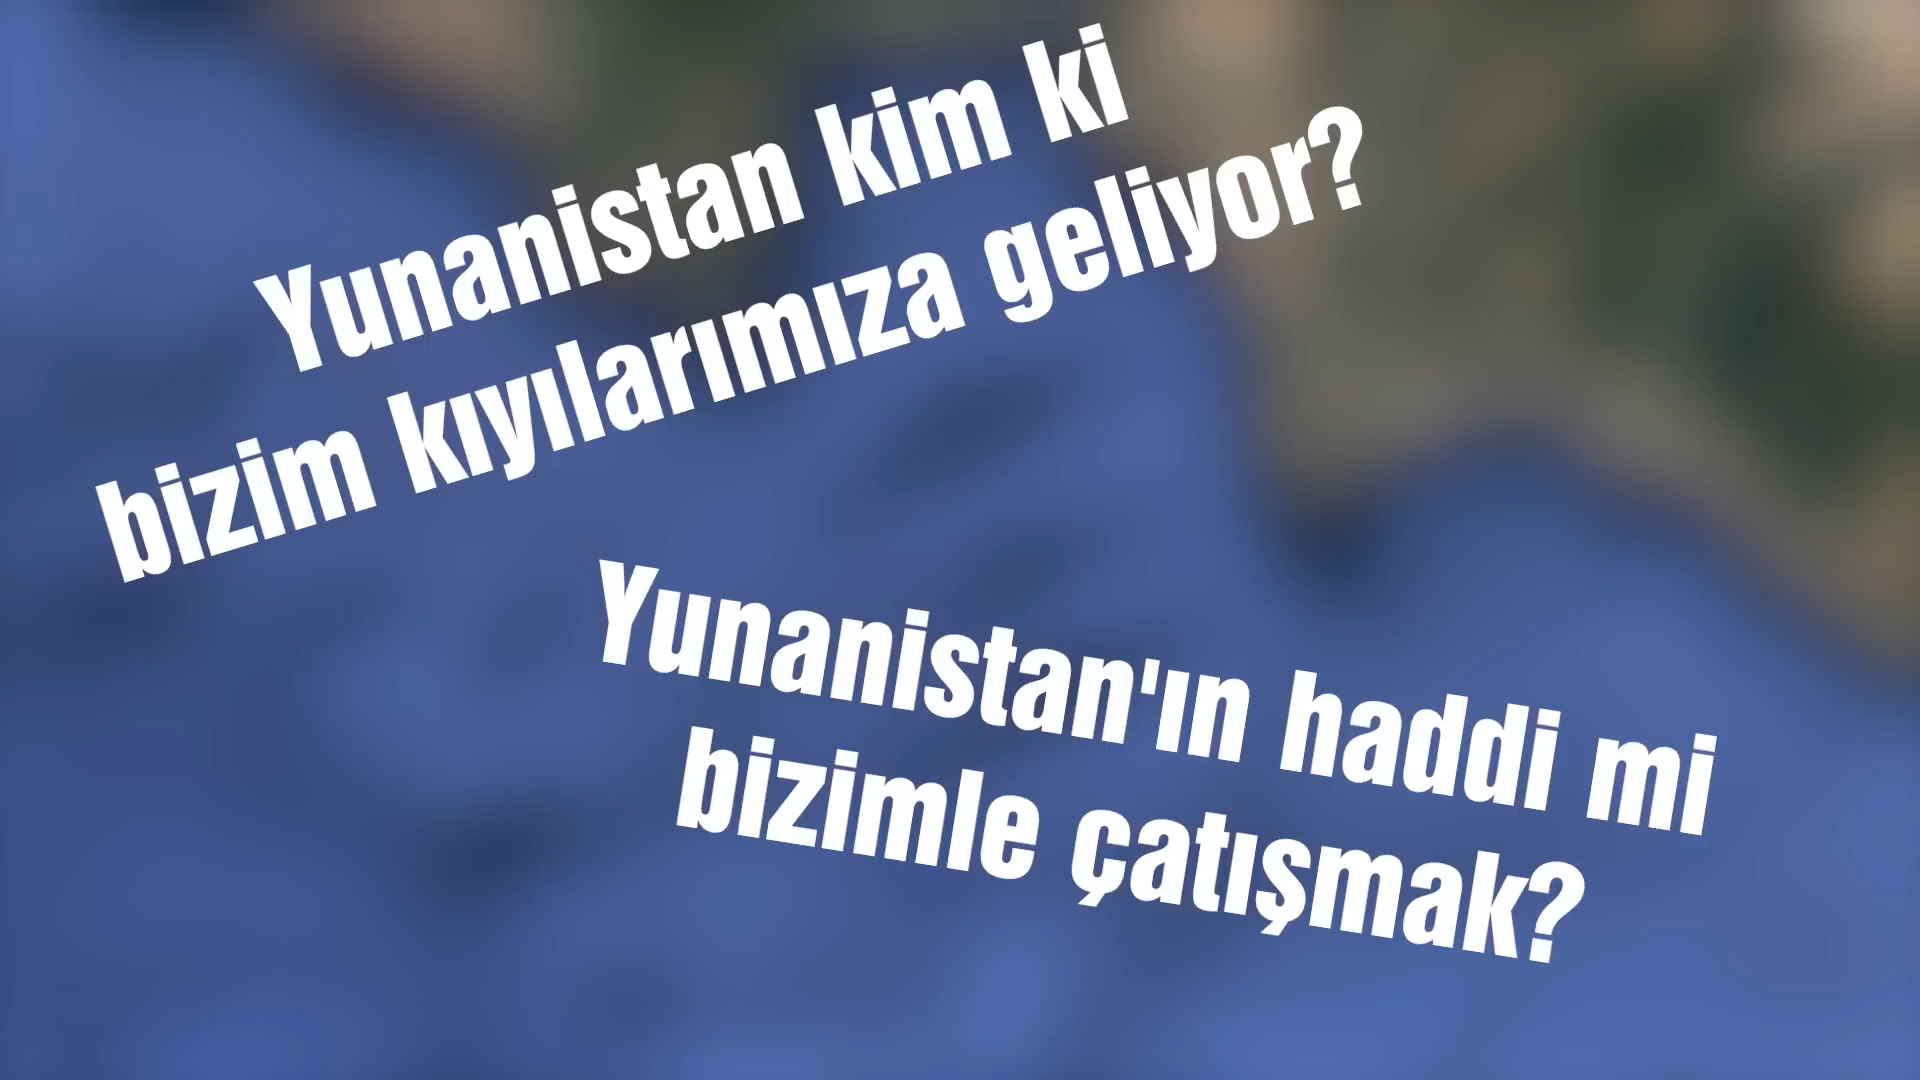 Yunanistan kim ki
bizim kıyılarımıza geliyor?
Yunanistan'ın haddi mi
bizimle çatışmak?